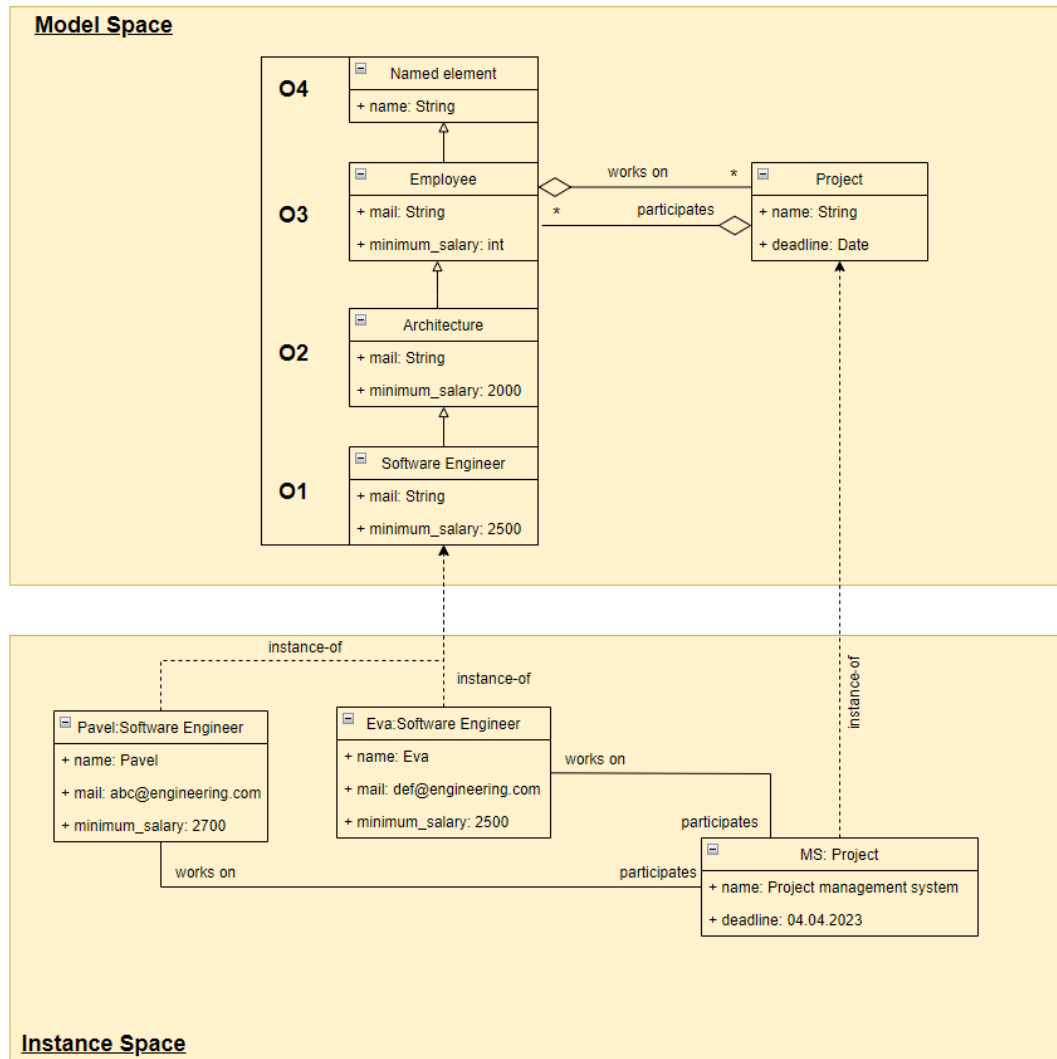 Model Space
O4
Named element
+ name: String
O3
Employee
+ mail: String
+ minimum_salary: int
works on
*
*
participates
Project
+ name: String
+ deadline: Date
O2
Architecture
+ mail: String
+ minimum_salary: 2000
O1
Software Engineer
+ mail: String
+ minimum_salary: 2500
instance-of
instance-of
instance-of
Pavel:Software Engineer
+ name: Pavel
+ mail: abc@engineering.com
+ minimum_salary: 2700
Eva:Software Engineer
+ name: Eva
+ mail: def@engineering.com
+ minimum_salary: 2500
works on
participates
works on
participates
MS: Project
+ name: Project management system
+ deadline: 04.04.2023
Instance Space